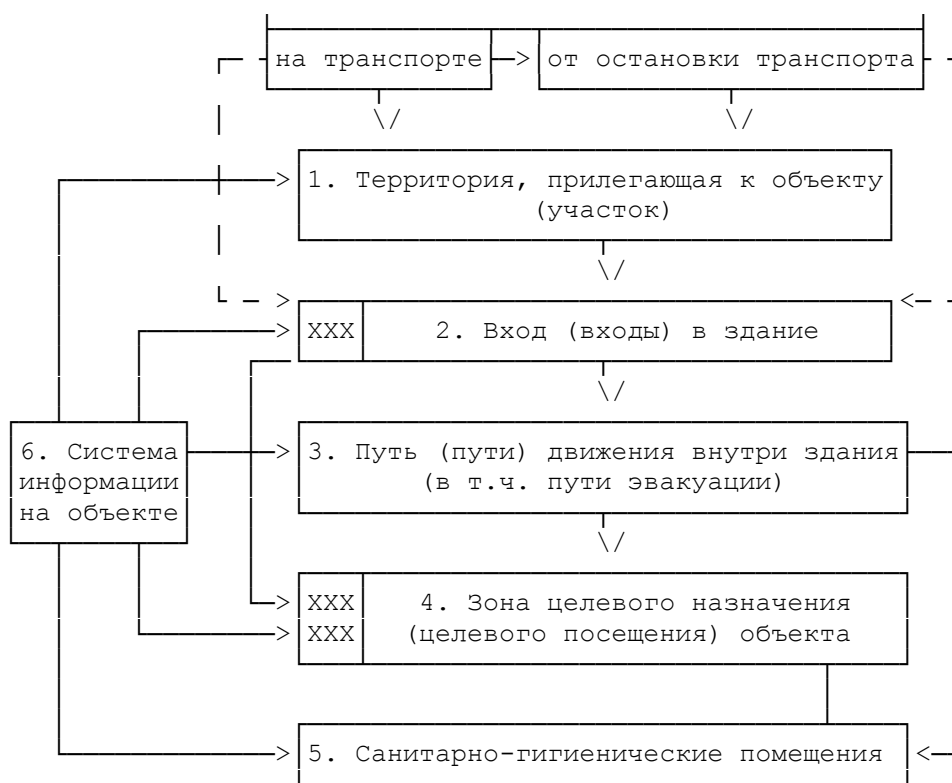 на транспорте
от остановки транспорта
1. Территория, прилегающая к объекту
(участок)
XXX
2. Вход (входы) в здание
6. Система
информации
на объекте
3. Путь (пути) движения внутри здания
(в т.ч. пути эвакуации)
XXX
4. Зона целевого назначения
XXX
(целевого посещения) объекта
5. Санитарно-гигиенические помещения